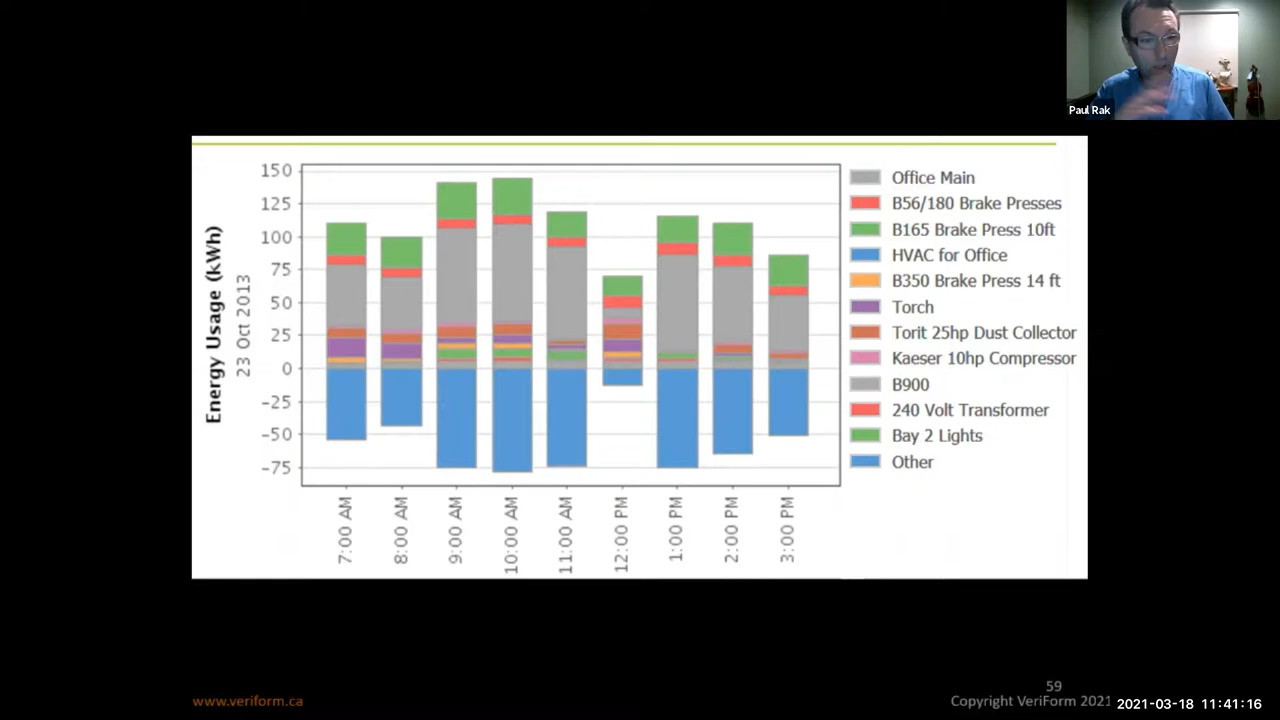 Paul Rak
Energy Usage (kWh)
23 Oct 2013
150
125
100
75
50
25
0
-25
-50
-75
7:00 AM
8:00 AM
9:00 AM
10:00 AM
11:00 AM
12:00 PM
1:00 PM
2:00 PM
3:00 PM
Office Main
B56/180 Brake Presses
B165 Brake Press 10ft
HVAC for Office
B350 Brake Press 14 ft
Torch
Torit 25hp Dust Collector
Kaeser 10hp Compressor
B900
240 Volt Transformer
Bay 2 Lights
Other
www.veriform.ca
59
Copyright VeriForm 2021
2021-03-18 11:41:16